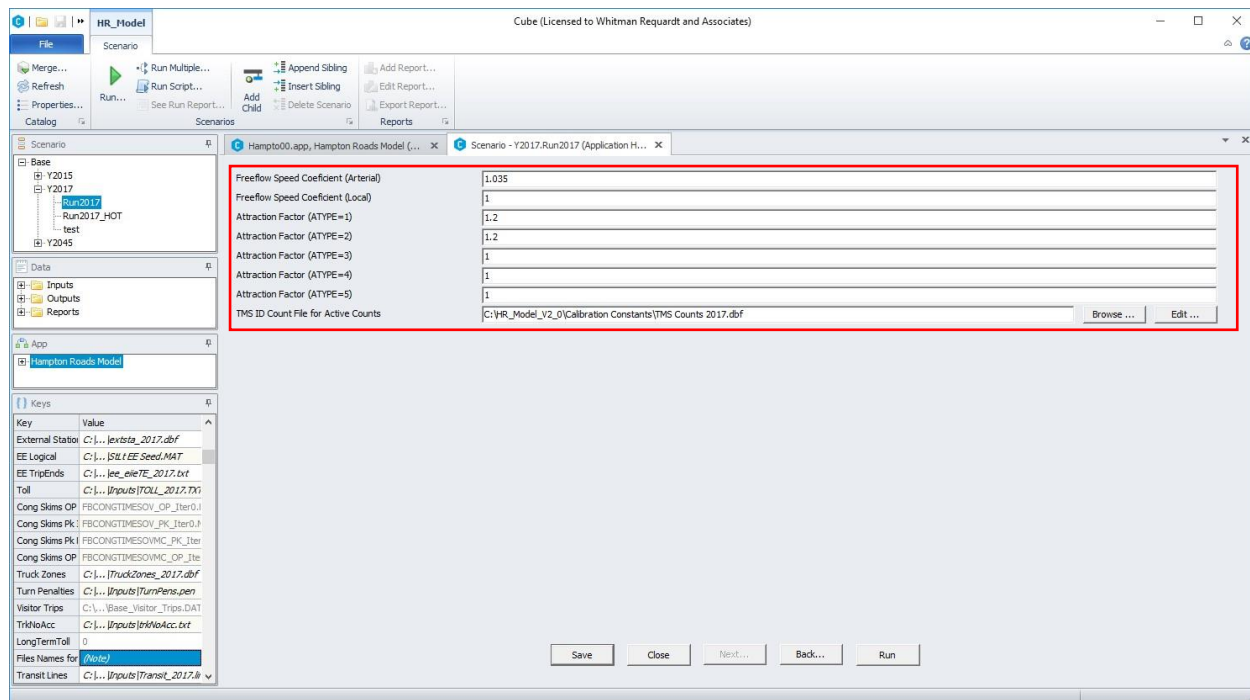 HR_Model
Cube (Licensed to Whitman Requardt and Associates)
File
Scenario
Merge...
Refresh
Properties...
Catalog
Run...
Run Multiple...
Run Script...
See Run Report...
Scenarios
Add Child
Append Sibling
Insert Sibling
Delete Scenario
Add Report...
Edit Report...
Export Report...
Reports
Scenario
Base
Y2015
Y2017
Run2017
Run2017_HOT
test
Y2045
Data
Inputs
Outputs
Reports
App
Hampton Roads Model
Keys
Key Value
External Station C:\...\extsta_2017.dbf
EE Logical C:\...\StLt EE Seed.MAT
EE TripEnds C:\...\ee_eiieTE_2017.txt
Toll C:\...\Inputs\TOLL_2017.TXT
Cong Skims OP FBCONGTIMESOV_OP_Iter0.
Cong Skims Pk FBCONGTIMESOV_PK_Iter0.
Cong Skims Pk FBCONGTIMESOVMC_PK_Iter
Cong Skims OP FBCONGTIMESOVMC_OP_Ite
Truck Zones C:\...\TruckZones_2017.dbf
Turn Penalties C:\...\Inputs\TurnPens.pen
Visitor Trips C:\...\Base_Visitor_Trips.DAT
TrkNoAcc C:\...\Inputs\trkNoAcc.txt
LongTermToll 0
Files Names for (Note)
Transit Lines C:\...\Inputs\Transit_2017.li
Hampto00.app, Hampton Roads Model (...
Scenario - Y2017.Run2017 (Application H...
Freeflow Speed Coeficient (Arterial) 1.035
Freeflow Speed Coeficient (Local) 1
Attraction Factor (ATYPE=1) 1.2
Attraction Factor (ATYPE=2) 1.2
Attraction Factor (ATYPE=3) 1
Attraction Factor (ATYPE=4) 1
Attraction Factor (ATYPE=5) 1
TMS ID Count File for Active Counts C:\HR_Model_V2_0\Calibration Constants\TMS Counts 2017.dbf Browse ... Edit ...
Save Close Next... Back... Run